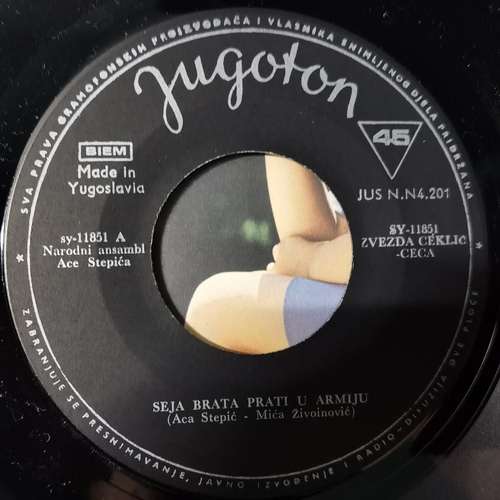 SVA PRAVA GRAMOFONSKIH PROIZVOĐAČA I VLASNIKA SNIMLJENOG DJELA PRIDRŽANA
Jugoton
BIEM
Made in
Yugoslavia
45
JUS N.N4.201
sy-11851 A
Narodni ansambl
Ace Stepića
SY-11851
ZVEZDA CEKLIĆ
-CECA
SEJA BRATA PRATI U ARMIJU
(Aca Stepić - Mića Živoinović)
ZABRANJUJE SE PRESNIMAVANJE, JAVNO IZVOĐENJE I RADIO-DIFUZIJA OVE PLOČE